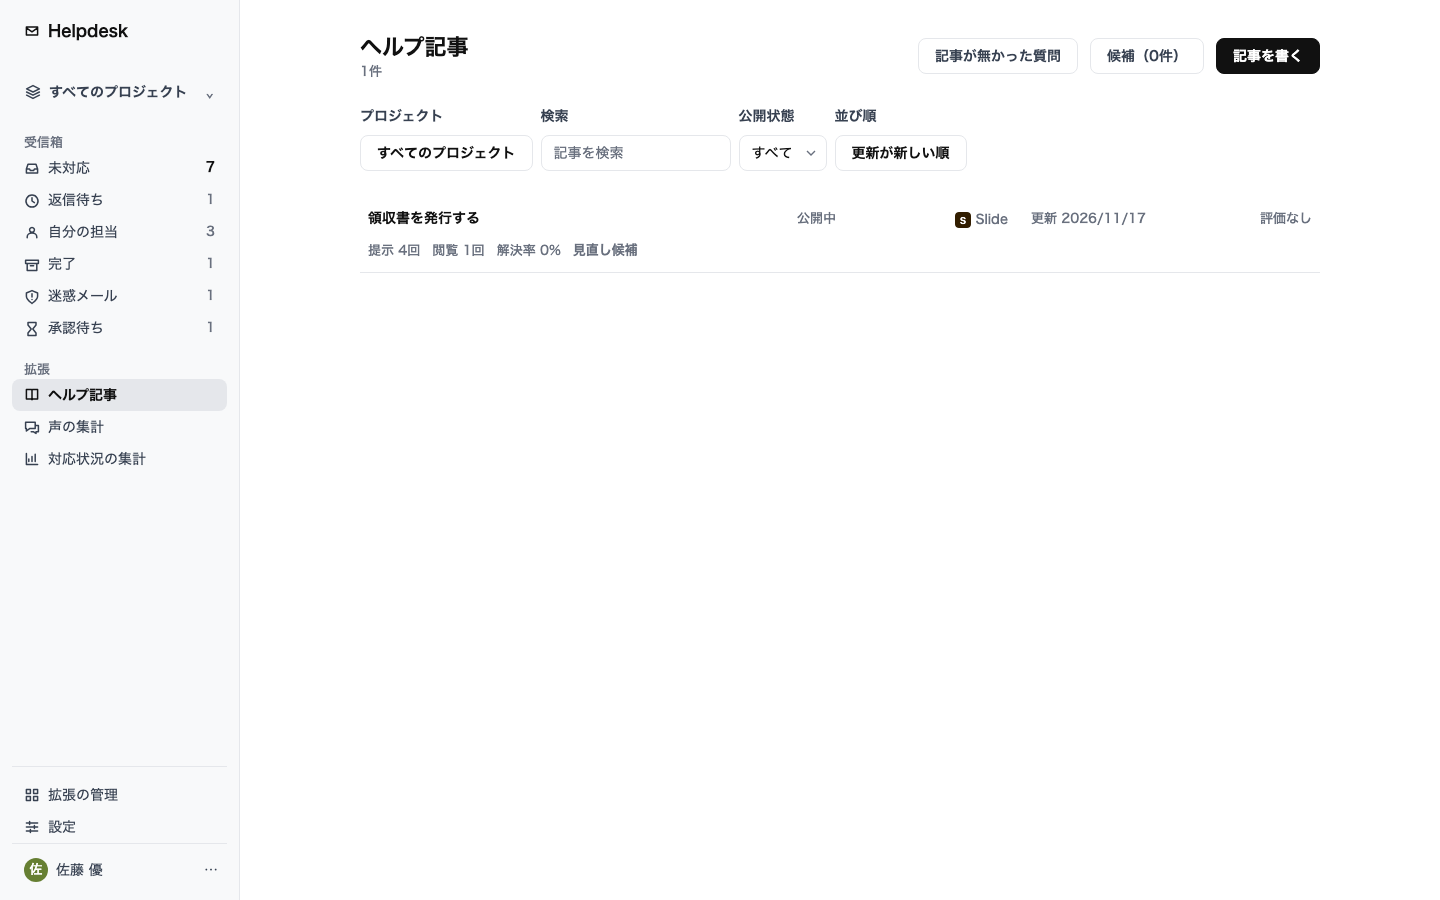 Helpdesk
すべてのプロジェクト
受信箱
未対応 7
返信待ち 1
自分の担当 3
完了 1
迷惑メール 1
承認待ち 1
拡張
ヘルプ記事
声の集計
対応状況の集計
拡張の管理
設定
佐 佐藤 優 …
ヘルプ記事
1件
記事が無かった質問 候補（0件） 記事を書く
プロジェクト 検索 公開状態 並び順
すべてのプロジェクト 記事を検索 すべて 更新が新しい順
領収書を発行する 公開中 S Slide 更新 2026/11/17 評価なし
提示 4回 閲覧 1回 解決率 0% 見直し候補